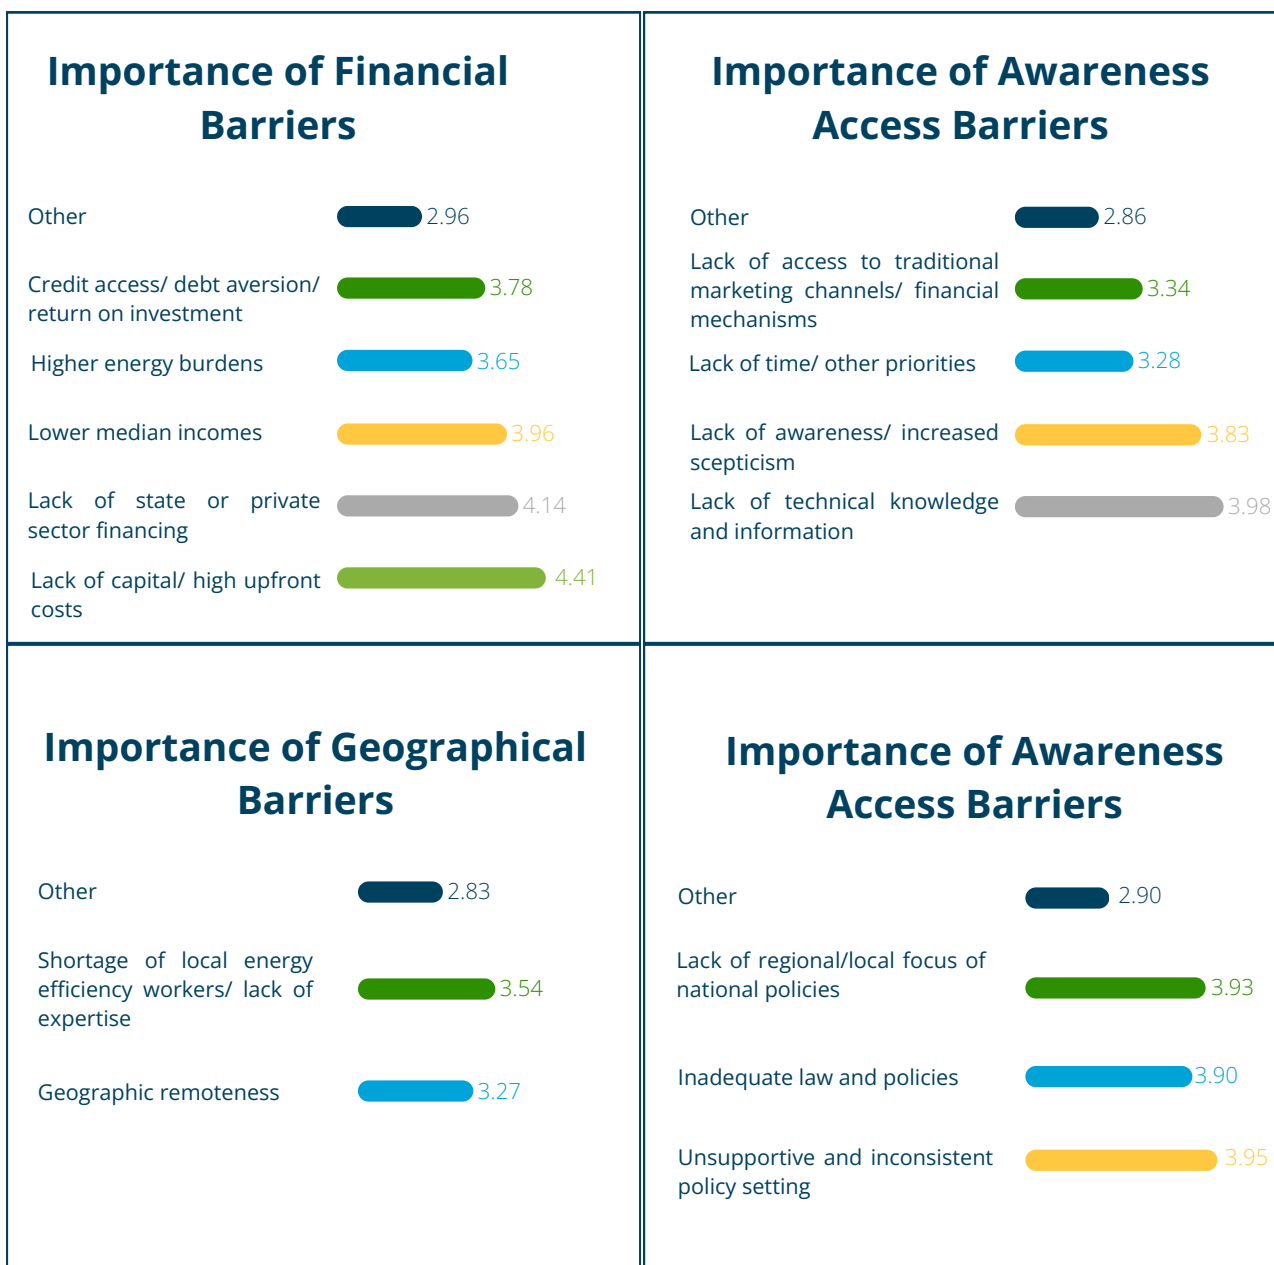 Importance of Financial
Barriers
Other
2.96
Credit access/ debt aversion/
return on investment
3.78
Higher energy burdens
3.65
Lower median incomes
3.96
Lack of state or private
sector financing
4.14
Lack of capital/ high upfront
costs
4.41
Importance of Awareness
Access Barriers
Other
2.86
Lack of access to traditional
marketing channels/ financial
mechanisms
3.34
Lack of time/ other priorities
3.28
Lack of awareness/ increased
scepticism
3.83
Lack of technical knowledge
and information
3.98
Importance of Geographical
Barriers
Other
2.83
Shortage of local energy
efficiency workers/ lack of
expertise
3.54
Geographic remoteness
3.27
Importance of Awareness
Access Barriers
Other
2.90
Lack of regional/local focus of
national policies
3.93
Inadequate law and policies
3.90
Unsupportive and inconsistent
policy setting
3.95